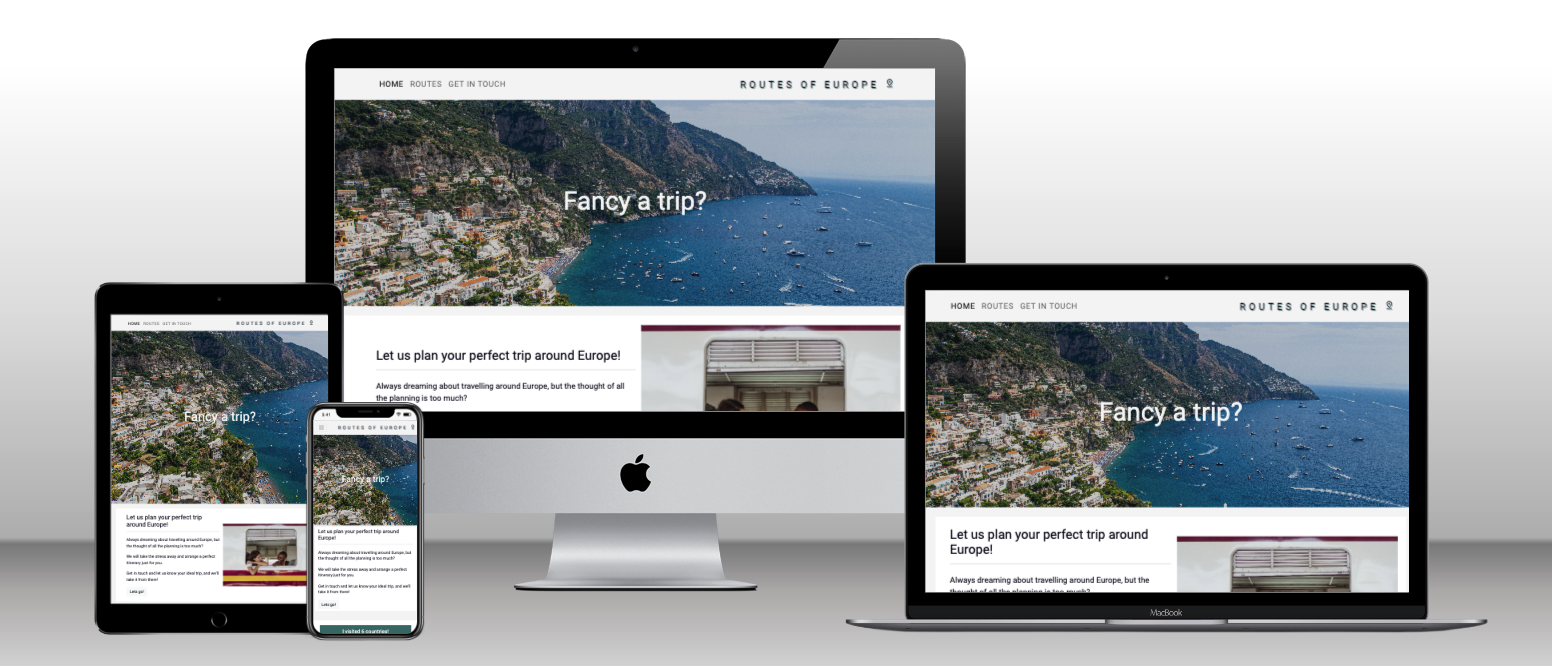 HOME ROUTES GET IN TOUCH
ROUTES OF EUROPE
Fancy a trip?
Let us plan your perfect trip around Europe!
Always dreaming about travelling around Europe, but the thought of all
the planning is too much?
HOME ROUTES GET IN TOUCH
ROUTES OF EUROPE
Fancy a trip?
Let us plan your perfect trip
around Europe!
Always dreaming about travelling around Europe, but
the thought of all the planning is too much?
We will take the stress away and arrange a perfect
itinerary just for you.
Get in touch and let us know your ideal trip, and we'll
take it from there!
Lets go!
9:41
ROUTES OF EUROPE
Fancy a trip?
Let us plan your perfect trip around
Europe!
Always dreaming about travelling around Europe, but
the thought of all the planning is too much?
We will take the stress away and arrange a perfect
itinerary just for you.
Get in touch and let us know your ideal trip, and we'll
take it from there!
Lets go!
I visited 6 countries!
HOME ROUTES GET IN TOUCH
ROUTES OF EUROPE
Fancy a trip?
Let us plan your perfect trip around
Europe!
Always dreaming about travelling around Europe, but the
thought of all the planning is too much?
MacBook